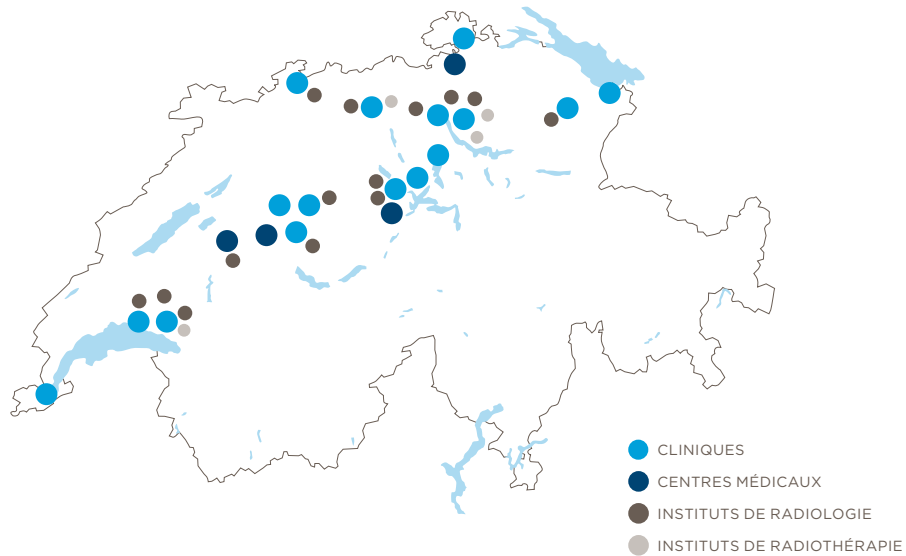 CLINIQUES
CENTRES MÉDICAUX
INSTITUTS DE RADIOLOGIE
INSTITUTS DE RADIOTHÉRAPIE